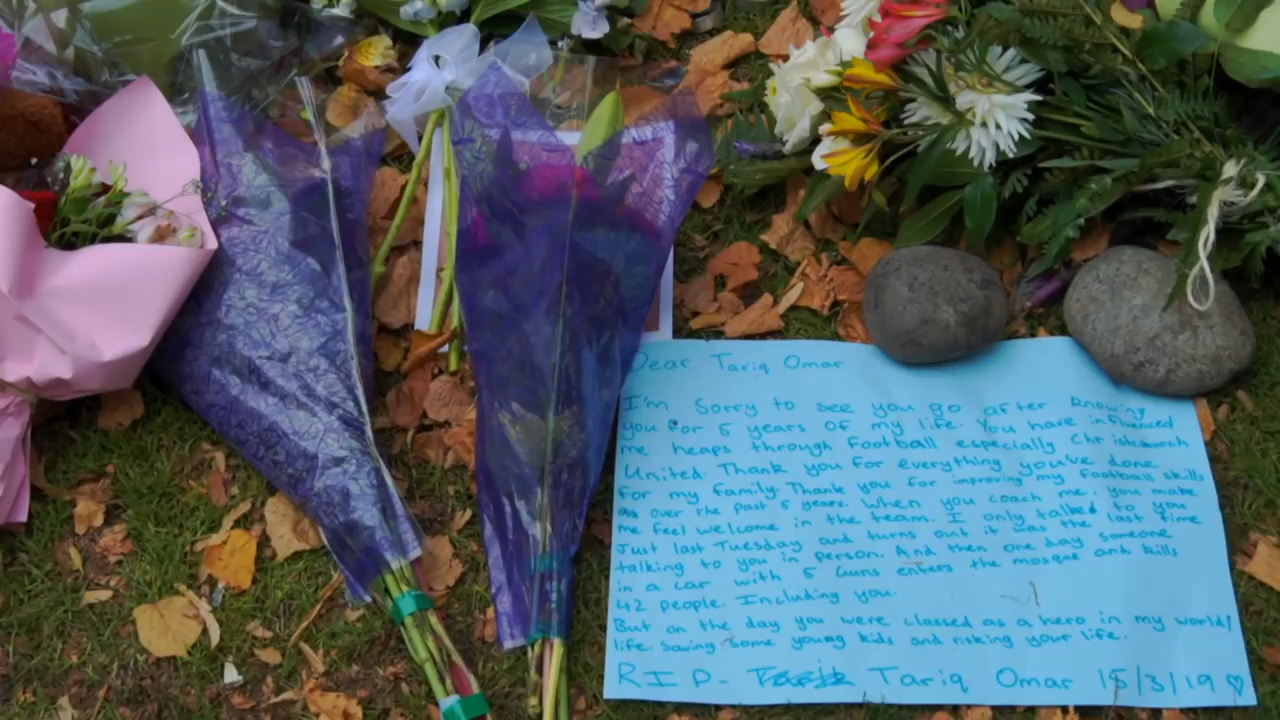 Dear Tariq Omar
I'm Sorry to see you go after knowing
you for 5 years of my life. You have influenced
me heaps through Football especially Christchurch
United. Thank you for everything you've done
for my family. Thank you for improving my football skills
as over the past 5 years. When you coach me, you make
me feel welcome in the team. I only talked to you
Just last Tuesday and turns out it was the last time
talking to you in person. And then one day someone
in a car with 5 Guns enters the mosque and kills
42 people. Including you.
But on the day you were classed as a hero in my world/
life. Saving some young kids and risking your life.
RIP - Tariq Omar 15/3/19 ♡